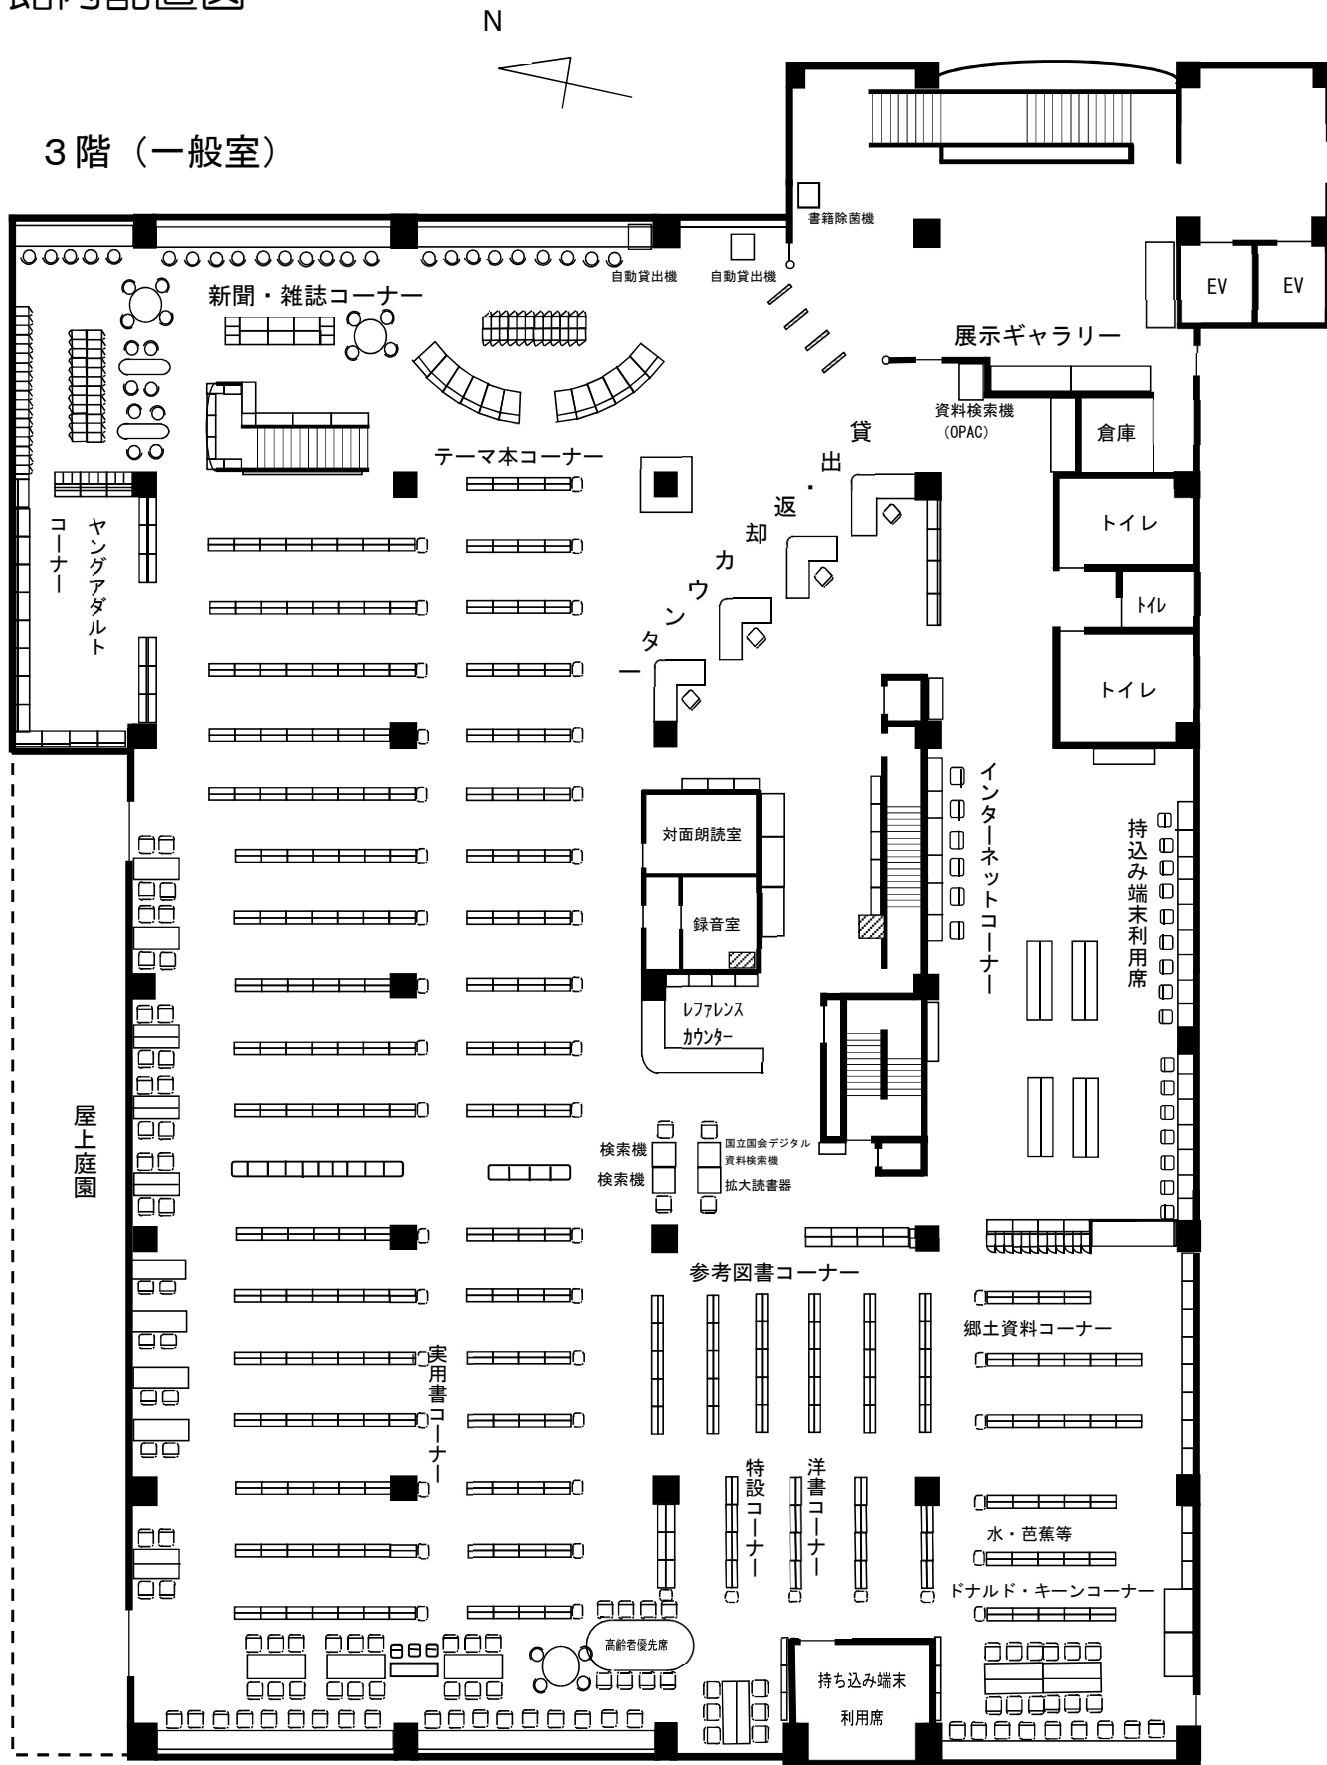 館内配置図
N
3階（一般室）
書籍除菌機
自動貸出機
自動貸出機
新聞・雑誌コーナー
EV
EV
展示ギャラリー
資料検索機
(OPAC)
倉庫
テーマ本コーナー
貸出・返却カウンター
トイレ
ﾄｲﾚ
トイレ
ヤングアダルト
コーナー
対面朗読室
録音室
インターネットコーナー
持込み端末利用席
ﾚﾌｧﾚﾝｽ
ｶｳﾝﾀｰ
屋上庭園
検索機
国立国会デジタル
資料検索機
検索機
拡大読書器
参考図書コーナー
郷土資料コーナー
実用書コーナー
特設コーナー
洋書コーナー
水・芭蕉等
ドナルド・キーンコーナー
高齢者優先席
持ち込み端末
利用席